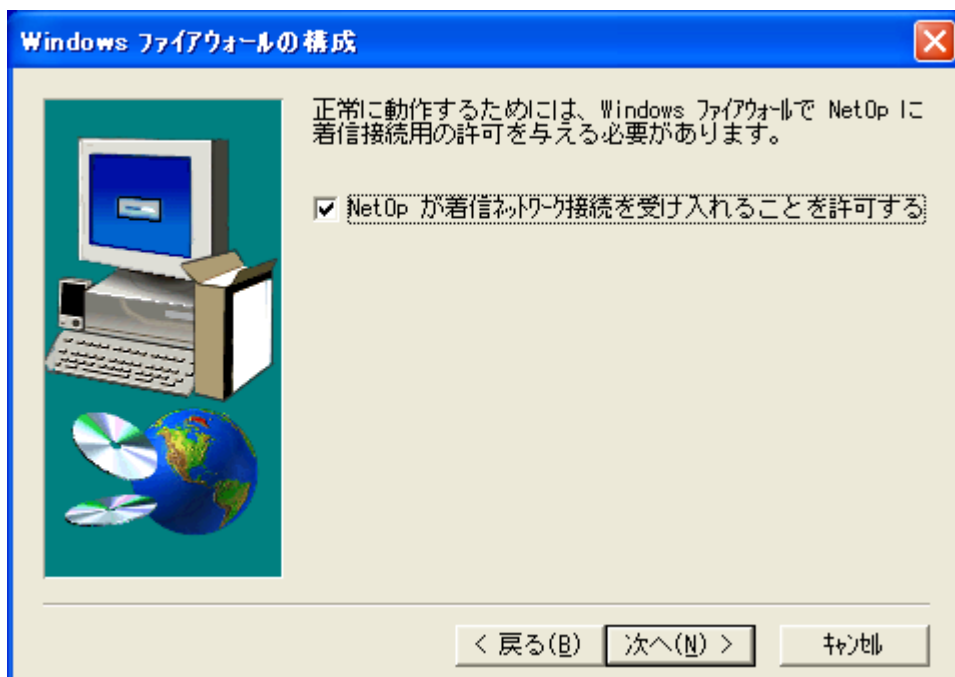 Windows ﾌｧｲｱｳｫｰﾙの構成
正常に動作するためには、Windows ﾌｧｲｱｳｫｰﾙで NetOp に
着信接続用の許可を与える必要があります。
NetOp が着信ﾈｯﾄﾜｰｸ接続を受け入れることを許可する
< 戻る(B)
次へ(N) >
ｷｬﾝｾﾙ